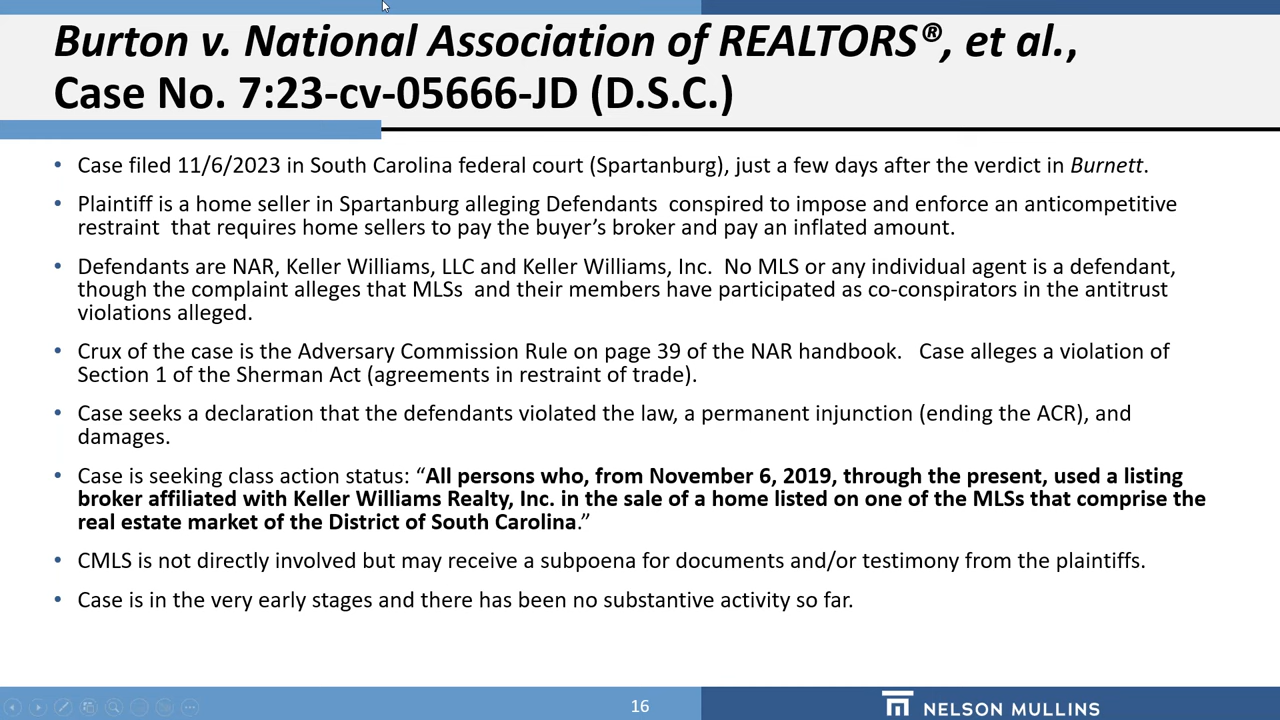 Burton v. National Association of REALTORS®, et al.,
Case No. 7:23-cv-05666-JD (D.S.C.)
• Case filed 11/6/2023 in South Carolina federal court (Spartanburg), just a few days after the verdict in Burnett.
• Plaintiff is a home seller in Spartanburg alleging Defendants  conspired to impose and enforce an anticompetitive
restraint  that requires home sellers to pay the buyer’s broker and pay an inflated amount.
• Defendants are NAR, Keller Williams, LLC and Keller Williams, Inc.  No MLS or any individual agent is a defendant,
though the complaint alleges that MLSs  and their members have participated as co-conspirators in the antitrust
violations alleged.
• Crux of the case is the Adversary Commission Rule on page 39 of the NAR handbook.   Case alleges a violation of
Section 1 of the Sherman Act (agreements in restraint of trade).
• Case seeks a declaration that the defendants violated the law, a permanent injunction (ending the ACR), and
damages.
• Case is seeking class action status: “All persons who, from November 6, 2019, through the present, used a listing
broker affiliated with Keller Williams Realty, Inc. in the sale of a home listed on one of the MLSs that comprise the
real estate market of the District of South Carolina.”
• CMLS is not directly involved but may receive a subpoena for documents and/or testimony from the plaintiffs.
• Case is in the very early stages and there has been no substantive activity so far.
16
NELSON MULLINS